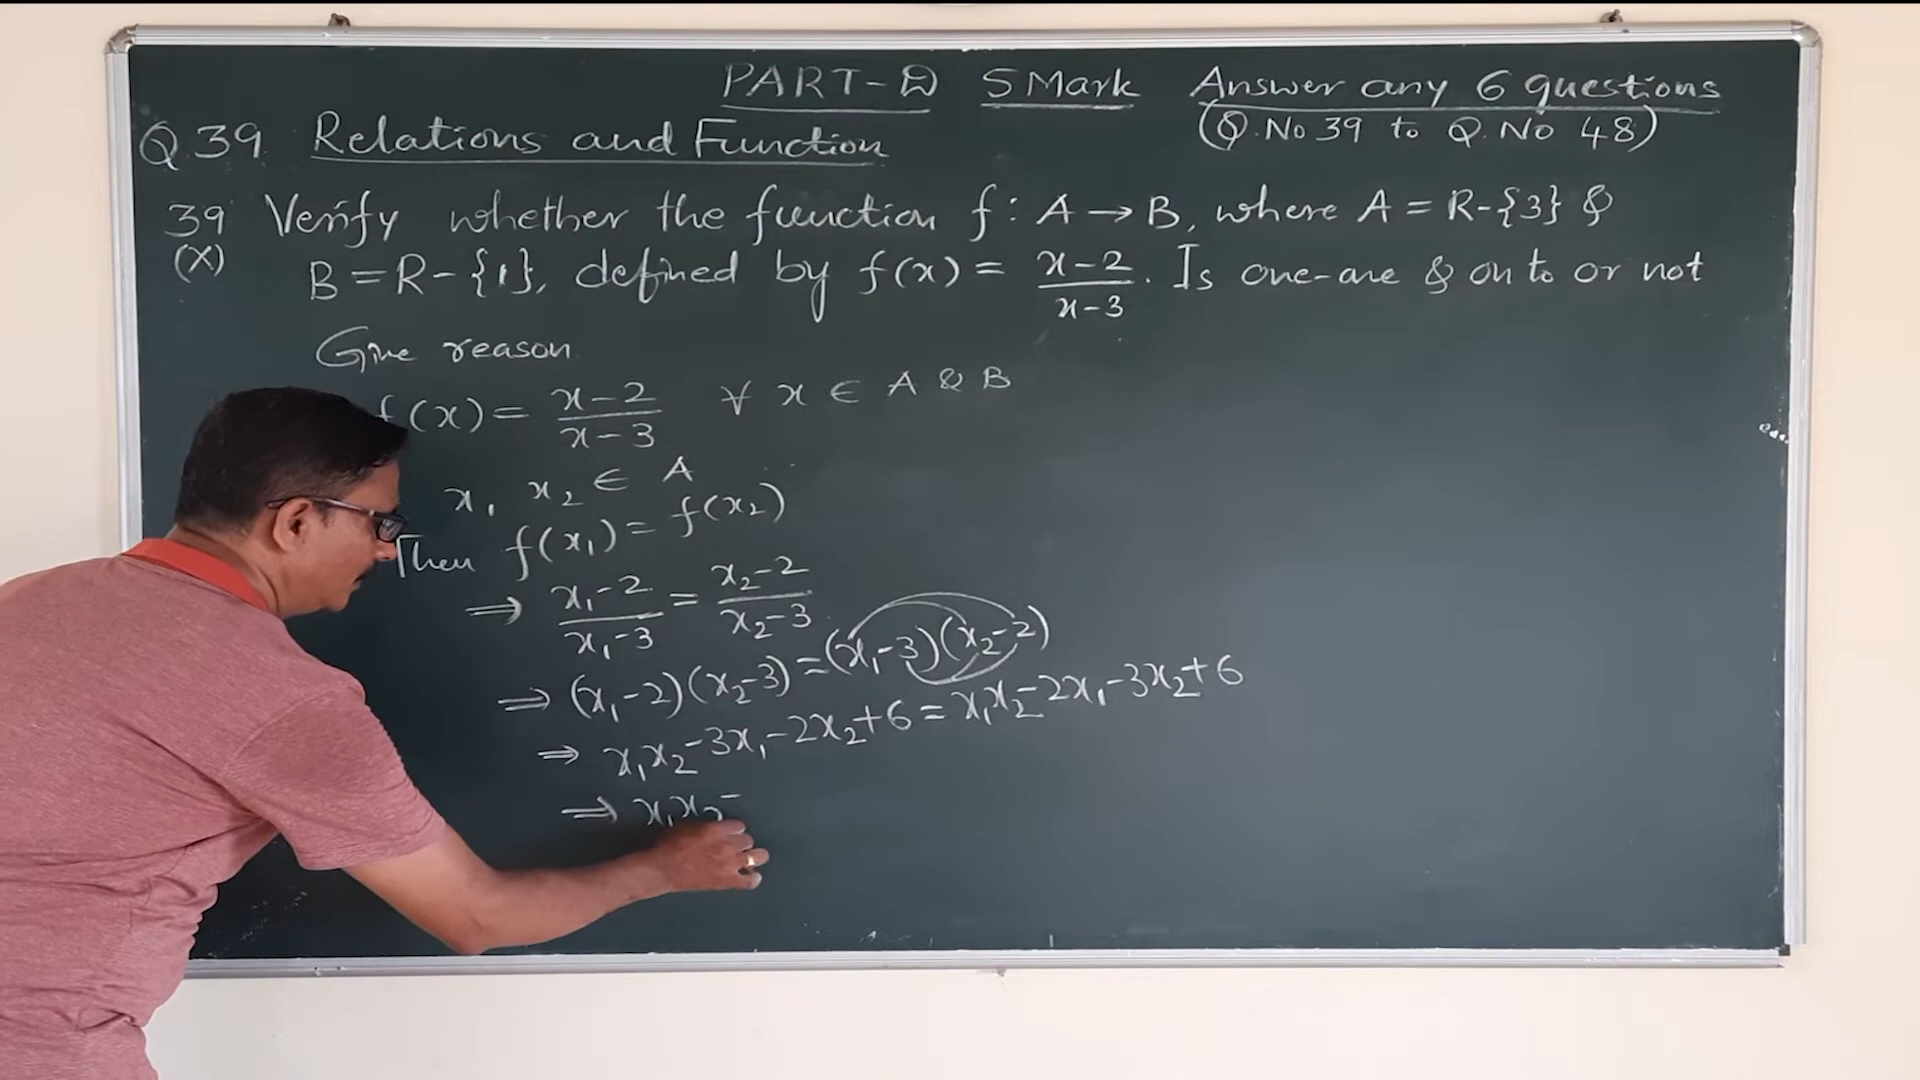 PART-D 5 Mark Answer any 6 questions
(Q.No 39 to Q.No 48)
Q 39. Relations and Function
39 Verify whether the function f: A → B, where A = R-{3} &
(X) B = R-{1}, defined by f(x) = (x-2)/(x-3). Is one-one & on to or not
Give reason
f(x) = (x-2)/(x-3) ∀ x ∈ A & B
x₁, x₂ ∈ A
Then f(x₁) = f(x₂)
⇒ (x₁-2)/(x₁-3) = (x₂-2)/(x₂-3)
⇒ (x₁-2)(x₂-3) = (x₁-3)(x₂-2)
⇒ x₁x₂-3x₁-2x₂+6 = x₁x₂-2x₁-3x₂+6
⇒ x₁x₂-